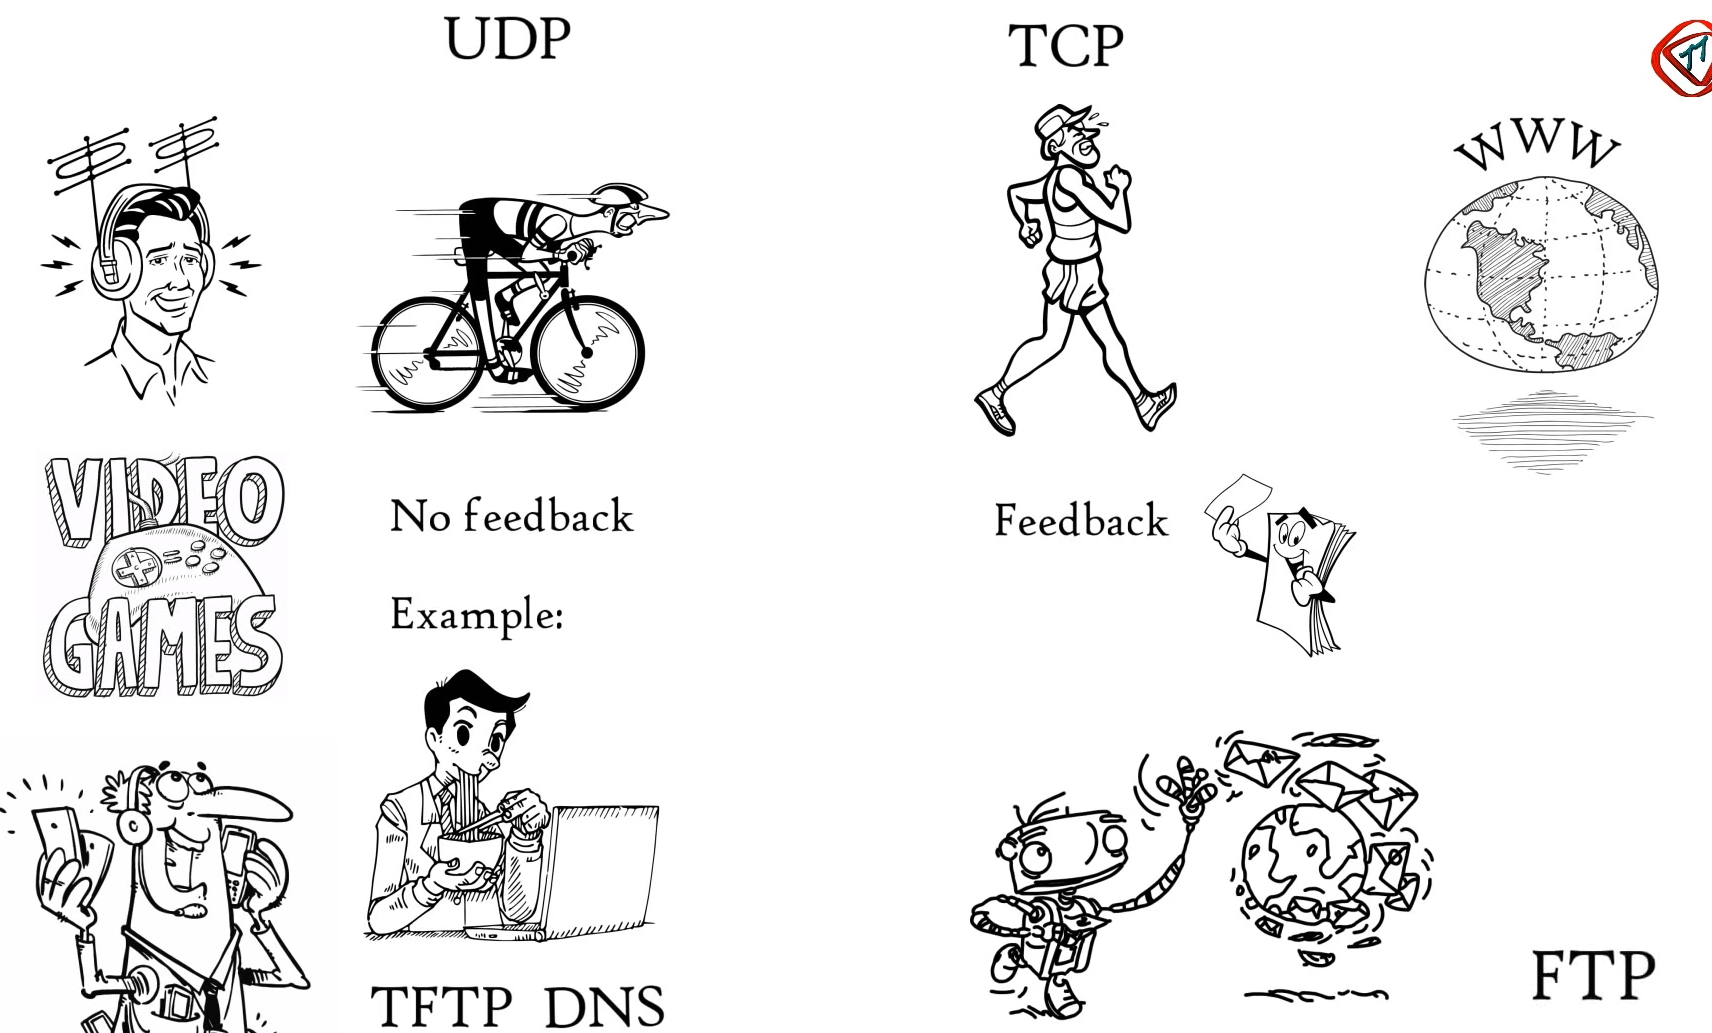 UDP
TCP
WWW
VIDEO
GAMES
No feedback
Feedback
Example:
TFTP DNS
FTP